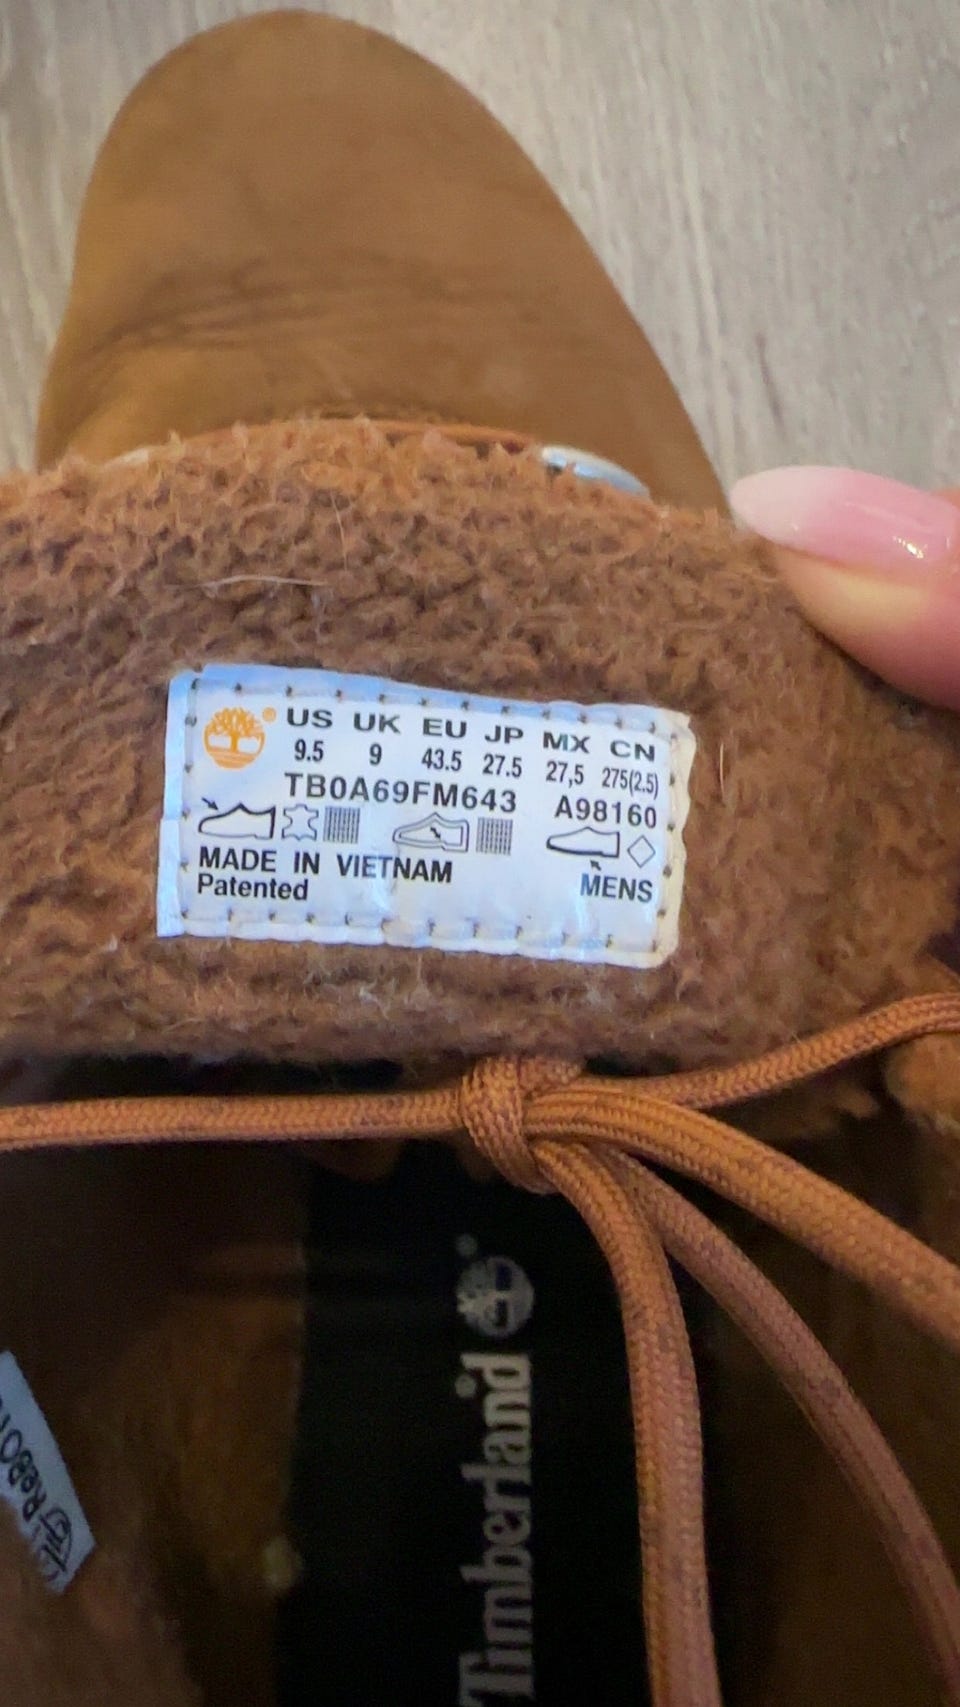 US UK EU JP MX CN
9.5 9 43.5 27.5 27,5 275(2.5)
TB0A69FM643 A98160
MADE IN VIETNAM
Patented MENS
Timberland